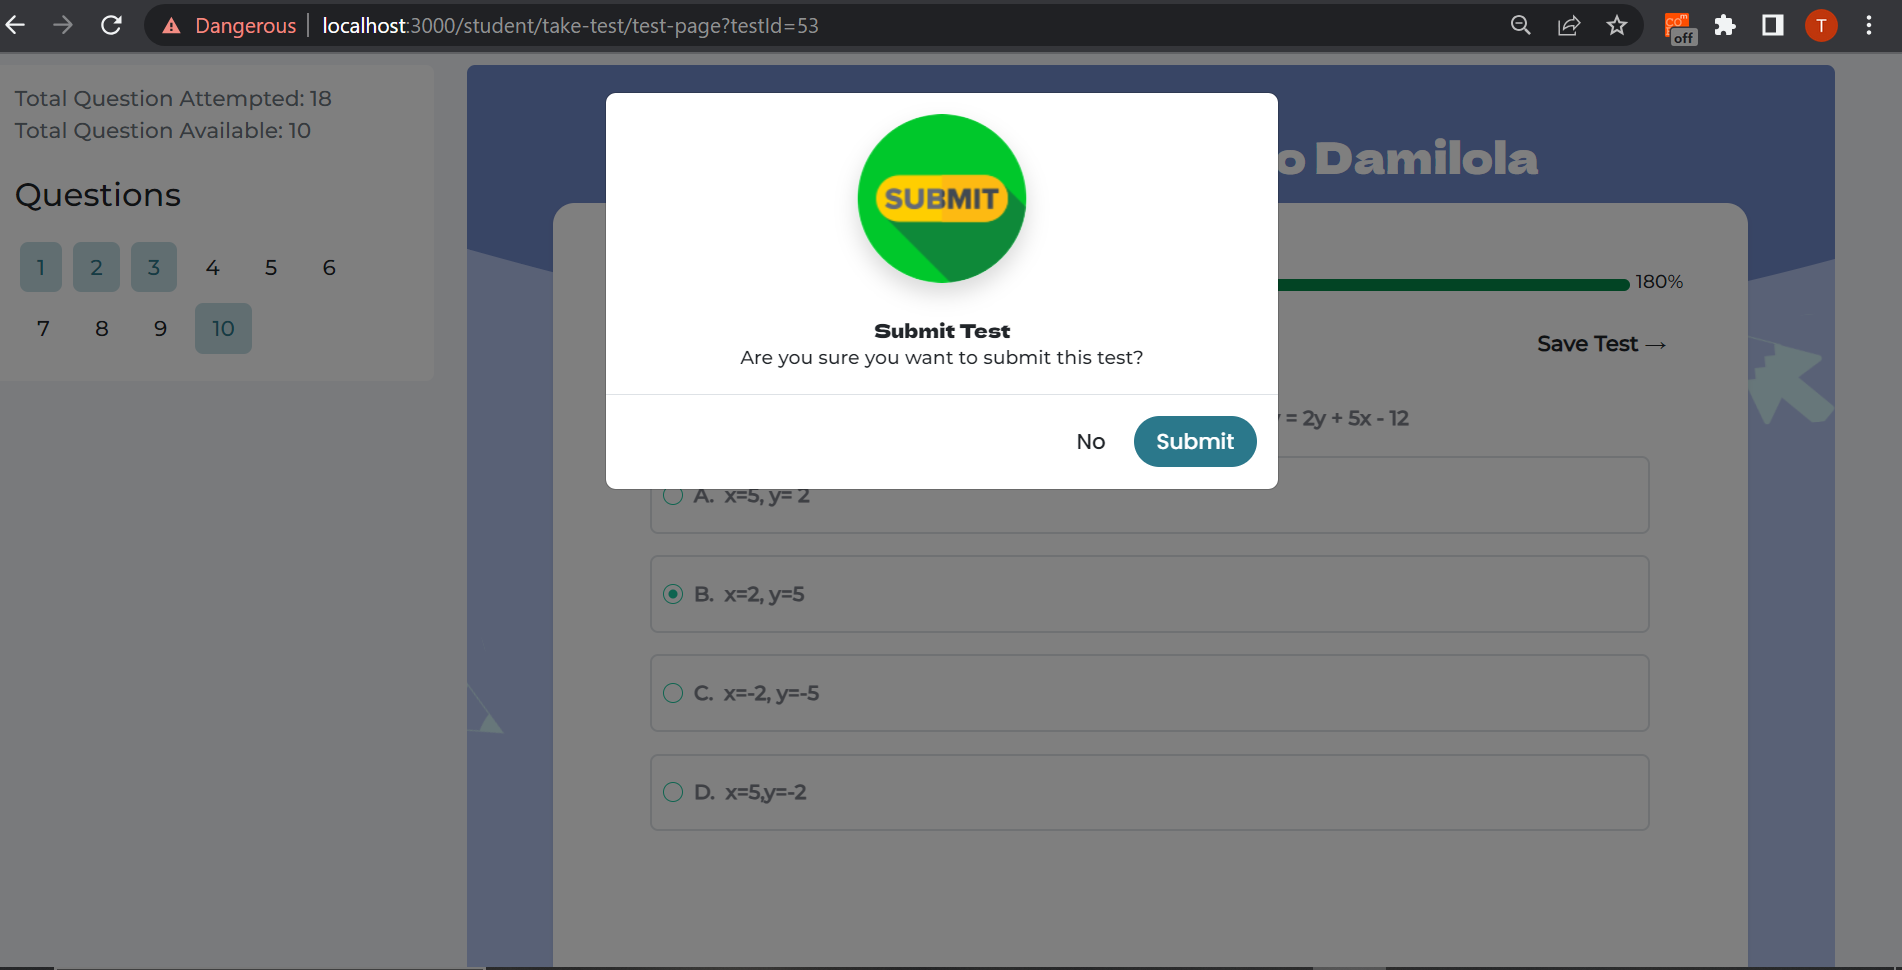 Dangerous localhost:3000/student/take-test/test-page?testId=53
off
T
Total Question Attempted: 18
Total Question Available: 10
Questions
1 2 3 4 5 6
7 8 9 10
o Damilola
SUBMIT
Submit Test
Are you sure you want to submit this test?
No Submit
180%
Save Test →
= 2y + 5x - 12
A. x=5, y= 2
B. x=2, y=5
C. x=-2, y=-5
D. x=5,y=-2